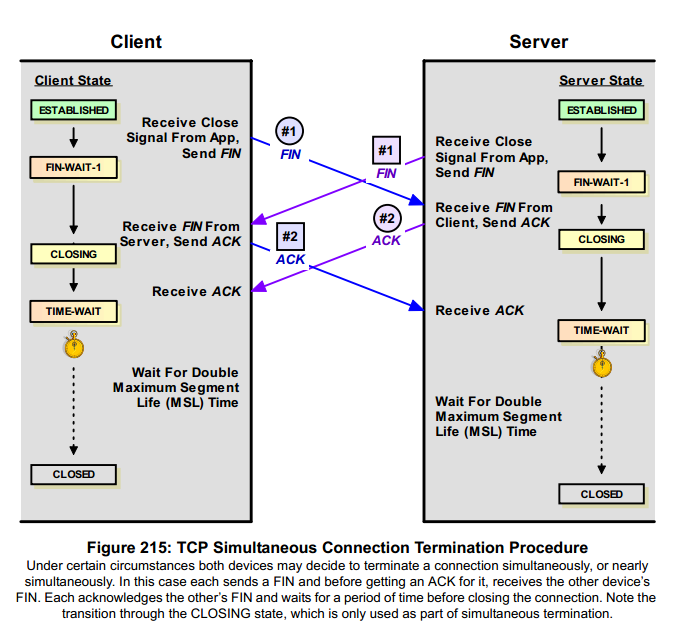 Client
Server
Client State
Server State
ESTABLISHED
ESTABLISHED
Receive Close
Signal From App,
Send FIN
#1
FIN
#1
FIN
Receive Close
Signal From App,
Send FIN
FIN-WAIT-1
FIN-WAIT-1
Receive FIN From
Server, Send ACK
#2
ACK
#2
ACK
Receive FIN From
Client, Send ACK
CLOSING
CLOSING
Receive ACK
Receive ACK
TIME-WAIT
TIME-WAIT
Wait For Double
Maximum Segment
Life (MSL) Time
Wait For Double
Maximum Segment
Life (MSL) Time
CLOSED
CLOSED
Figure 215: TCP Simultaneous Connection Termination Procedure
Under certain circumstances both devices may decide to terminate a connection simultaneously, or nearly
simultaneously. In this case each sends a FIN and before getting an ACK for it, receives the other device's
FIN. Each acknowledges the other's FIN and waits for a period of time before closing the connection. Note the
transition through the CLOSING state, which is only used as part of simultaneous termination.